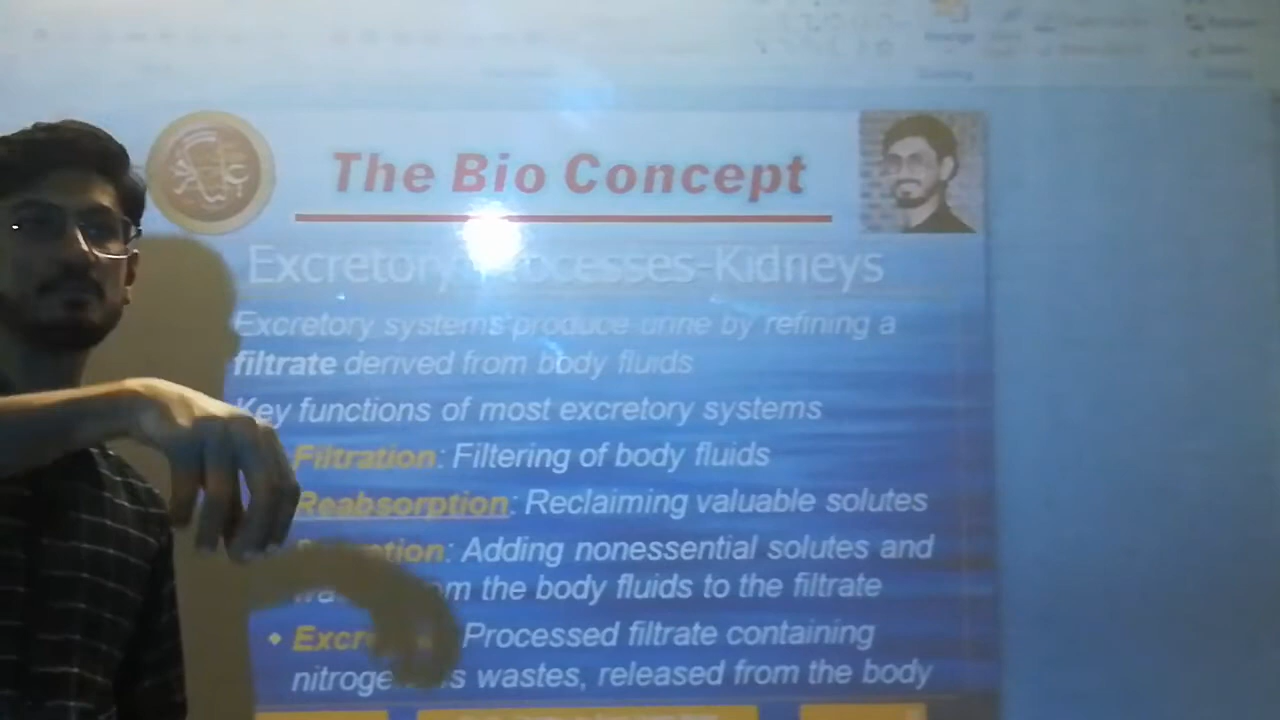 The Bio Concept
Excretory Processes-Kidneys
Excretory systems produce urine by refining a
filtrate derived from body fluids
Key functions of most excretory systems
Filtration: Filtering of body fluids
Reabsorption: Reclaiming valuable solutes
: Adding nonessential solutes and
the body fluids to the filtrate
Processed filtrate containing
wastes, released from the body